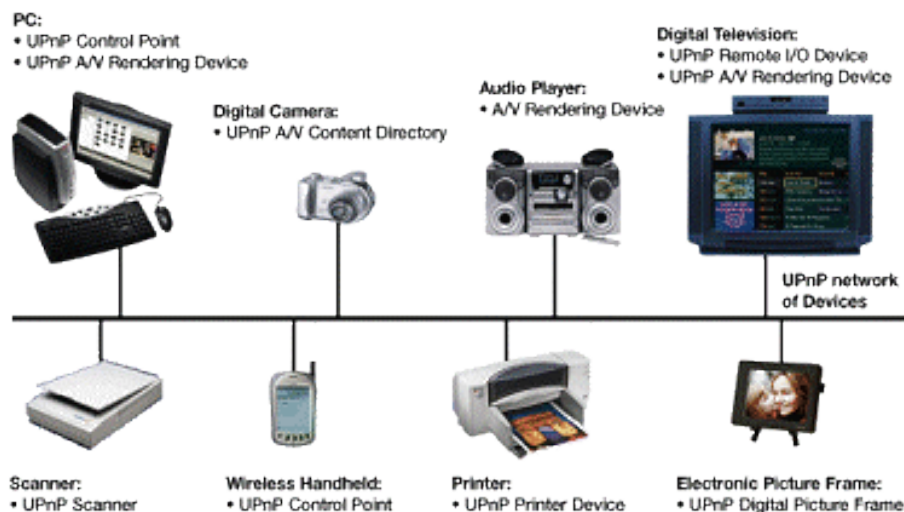 PC:
• UPnP Control Point
• UPnP A/V Rendering Device
Digital Camera:
• UPnP A/V Content Directory
Audio Player:
• A/V Rendering Device
Digital Television:
• UPnP Remote I/O Device
• UPnP A/V Rendering Device
UPnP network
of Devices
Scanner:
• UPnP Scanner
Wireless Handheld:
• UPnP Control Point
Printer:
• UPnP Printer Device
Electronic Picture Frame:
• UPnP Digital Picture Frame